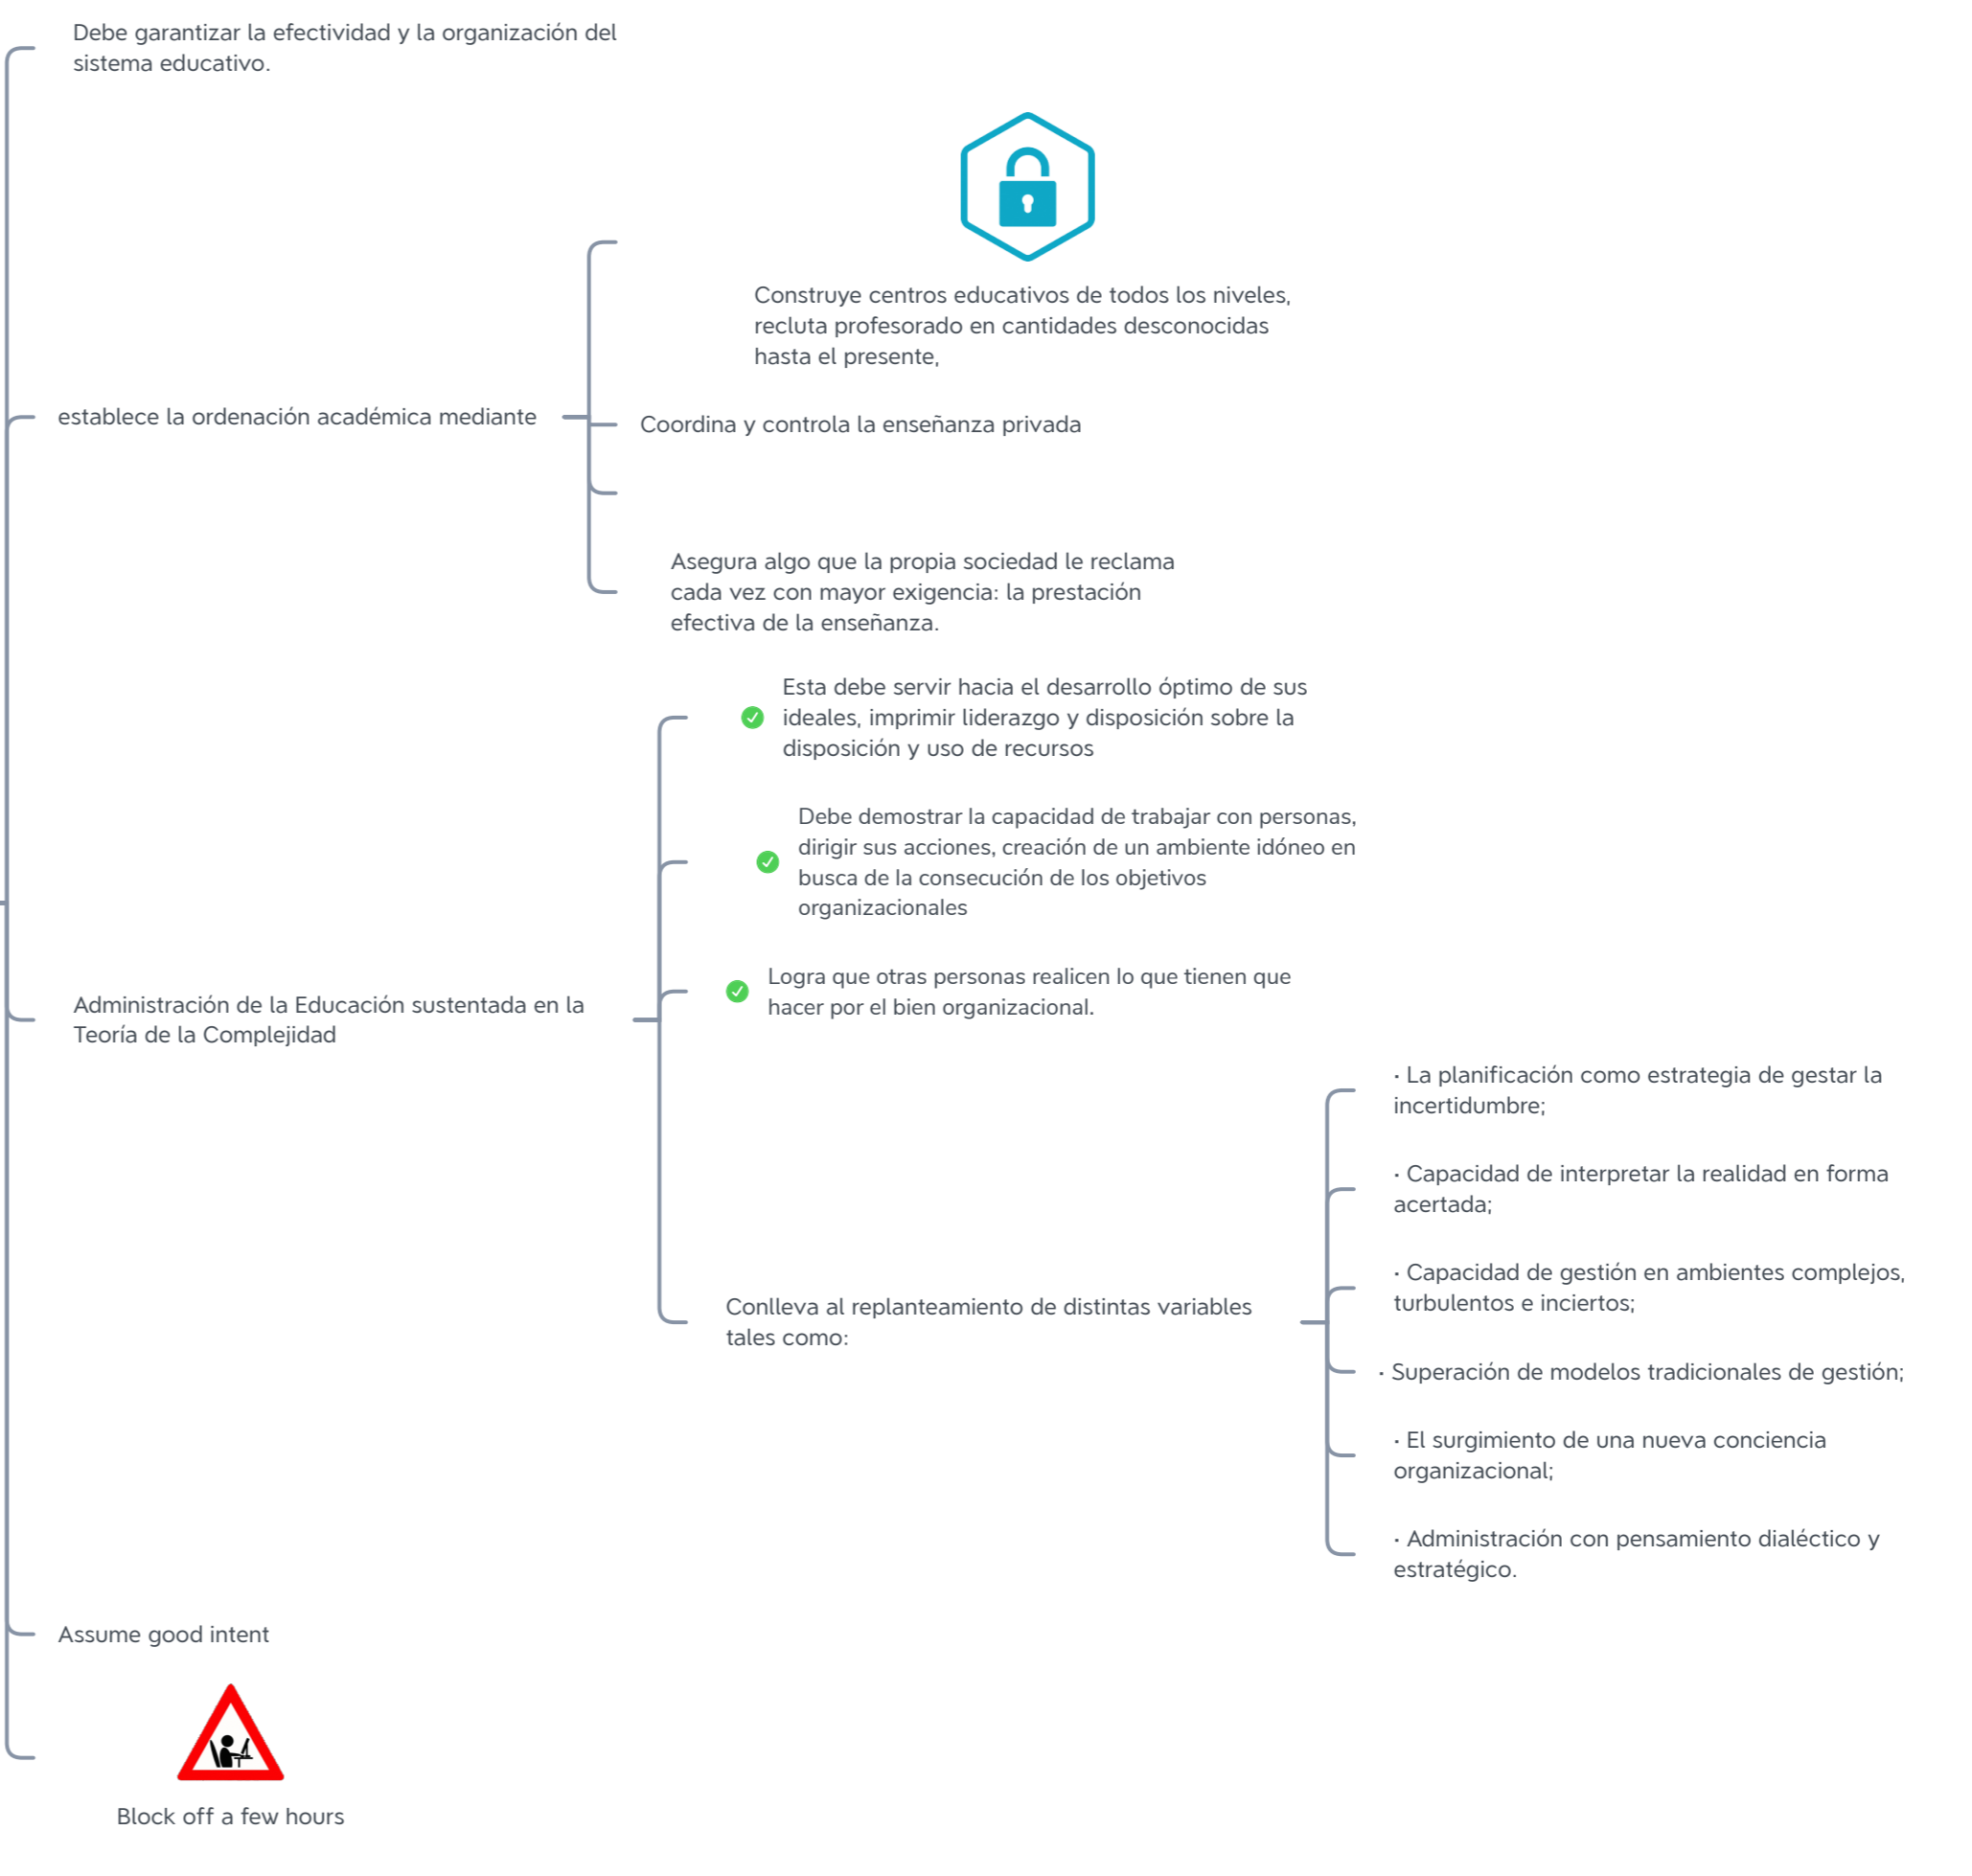 Debe garantizar la efectividad y la organización del
sistema educativo.
establece la ordenación académica mediante
Construye centros educativos de todos los niveles,
recluta profesorado en cantidades desconocidas
hasta el presente,
Coordina y controla la enseñanza privada
Asegura algo que la propia sociedad le reclama
cada vez con mayor exigencia: la prestación
efectiva de la enseñanza.
Administración de la Educación sustentada en la
Teoría de la Complejidad
Esta debe servir hacia el desarrollo óptimo de sus
ideales, imprimir liderazgo y disposición sobre la
disposición y uso de recursos
Debe demostrar la capacidad de trabajar con personas,
dirigir sus acciones, creación de un ambiente idóneo en
busca de la consecución de los objetivos
organizacionales
Logra que otras personas realicen lo que tienen que
hacer por el bien organizacional.
Conlleva al replanteamiento de distintas variables
tales como:
· La planificación como estrategia de gestar la
incertidumbre;
· Capacidad de interpretar la realidad en forma
acertada;
· Capacidad de gestión en ambientes complejos,
turbulentos e inciertos;
· Superación de modelos tradicionales de gestión;
· El surgimiento de una nueva conciencia
organizacional;
· Administración con pensamiento dialéctico y
estratégico.
Assume good intent
Block off a few hours